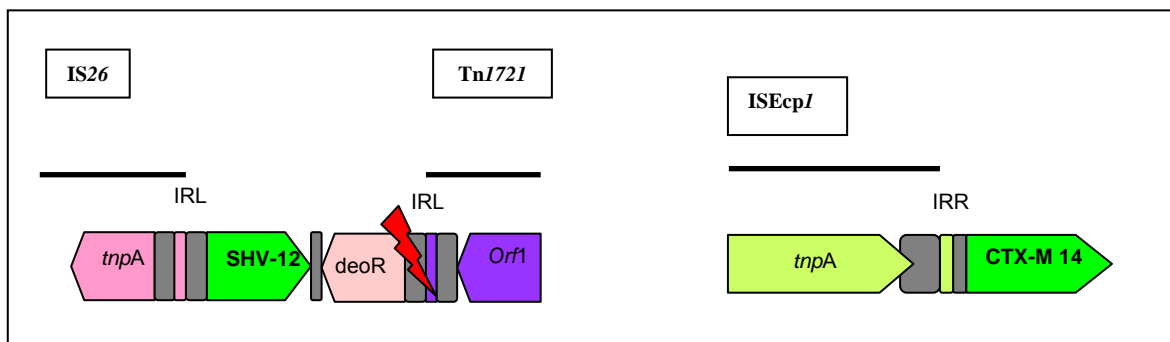 IS26
Tn1721
ISEcp1
IRL
IRL
IRR
tnpA
SHV-12
deoR
Orf1
tnpA
CTX-M 14